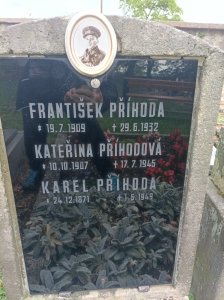 FRANTIŠEK PŘÍHODA
* 19.7.1909 † 29.6.1932
KATEŘINA PŘÍHODOVÁ
* 10.10.1907 † 17.7.1945
KAREL PŘÍHODA
* 24.12.1871 † 1.5.1949